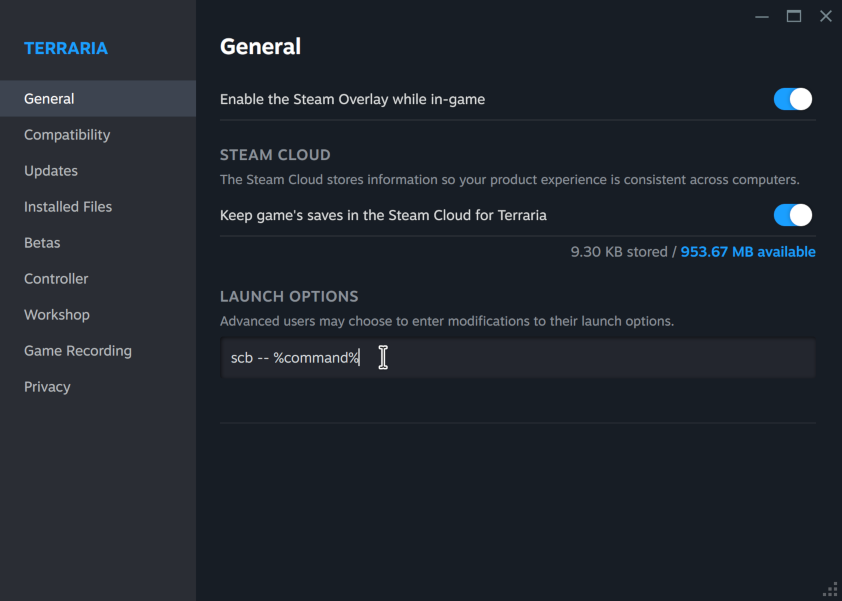 TERRARIA
General
Compatibility
Updates
Installed Files
Betas
Controller
Workshop
Game Recording
Privacy
General
Enable the Steam Overlay while in-game
STEAM CLOUD
The Steam Cloud stores information so your product experience is consistent across computers.
Keep game's saves in the Steam Cloud for Terraria
9.30 KB stored / 953.67 MB available
LAUNCH OPTIONS
Advanced users may choose to enter modifications to their launch options.
scb -- %command%